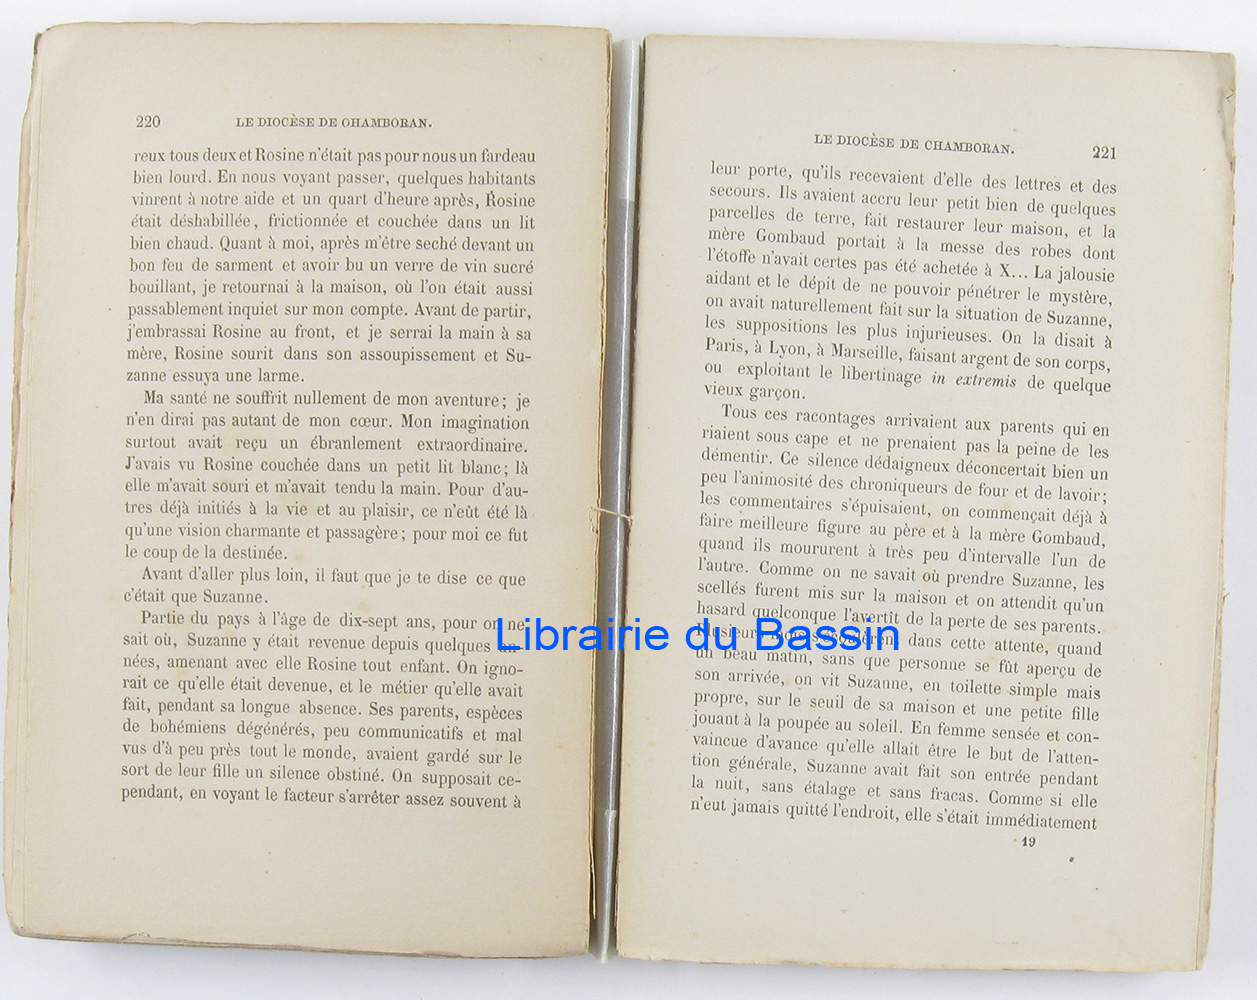 220 LE DIOCÈSE DE CHAMBORAN.
reux tous deux et Rosine n'était pas pour nous un fardeau
bien lourd. En nous voyant passer, quelques habitants
vinrent à notre aide et un quart d'heure après, Rosine
était déshabillée, frictionnée et couchée dans un lit
bien chaud. Quant à moi, après m'être seché devant un
bon feu de sarment et avoir bu un verre de vin sucré
bouillant, je retournai à la maison, où l'on était aussi
passablement inquiet sur mon compte. Avant de partir,
j'embrassai Rosine au front, et je serrai la main à sa
mère, Rosine sourit dans son assoupissement et Su-
zanne essuya une larme.
Ma santé ne souffrit nullement de mon aventure; je
n'en dirai pas autant de mon cœur. Mon imagination
surtout avait reçu un ébranlement extraordinaire.
J'avais vu Rosine couchée dans un petit lit blanc; là
elle m'avait souri et m'avait tendu la main. Pour d'au-
tres déjà initiés à la vie et au plaisir, ce n'eût été là
qu'une vision charmante et passagère; pour moi ce fut
le coup de la destinée.
Avant d'aller plus loin, il faut que je te dise ce que
c'était que Suzanne.
Partie du pays à l'âge de dix-sept ans, pour on ne
sait où, Suzanne y était revenue depuis quelques an-
nées, amenant avec elle Rosine tout enfant. On igno-
rait ce qu'elle était devenue, et le métier qu'elle avait
fait, pendant sa longue absence. Ses parents, espèces
de bohémiens dégénérés, peu communicatifs et mal
vus d'à peu près tout le monde, avaient gardé sur le
sort de leur fille un silence obstiné. On supposait ce-
pendant, en voyant le facteur s'arrêter assez souvent à
LE DIOCÈSE DE CHAMBORAN. 221
leur porte, qu'ils recevaient d'elle des lettres et des
secours. Ils avaient accru leur petit bien de quelques
parcelles de terre, fait restaurer leur maison, et la
mère Gombaud portait à la messe des robes dont
l'étoffe n'avait certes pas été achetée à X... La jalousie
aidant et le dépit de ne pouvoir pénétrer le mystère,
on avait naturellement fait sur la situation de Suzanne,
les suppositions les plus injurieuses. On la disait à
Paris, à Lyon, à Marseille, faisant argent de son corps,
ou exploitant le libertinage in extremis de quelque
vieux garçon.
Tous ces racontages arrivaient aux parents qui en
riaient sous cape et ne prenaient pas la peine de les
démentir. Ce silence dédaigneux déconcertait bien un
peu l'animosité des chroniqueurs de four et de lavoir;
les commentaires s'épuisaient, on commençait déjà à
faire meilleure figure au père et à la mère Gombaud,
quand ils moururent à très peu d'intervalle l'un de
l'autre. Comme on ne savait où prendre Suzanne, les
scellés furent mis sur la maison et on attendit qu'un
hasard quelconque l'avertît de la perte de ses parents.
Plusieurs mois s'écoulèrent dans cette attente, quand
un beau matin, sans que personne se fût aperçu de
son arrivée, on vit Suzanne, en toilette simple mais
propre, sur le seuil de sa maison et une petite fille
jouant à la poupée au soleil. En femme sensée et con-
vaincue d'avance qu'elle allait être le but de l'atten-
tion générale, Suzanne avait fait son entrée pendant
la nuit, sans étalage et sans fracas. Comme si elle
n'eut jamais quitté l'endroit, elle s'était immédiatement
19
Librairie du Bassin